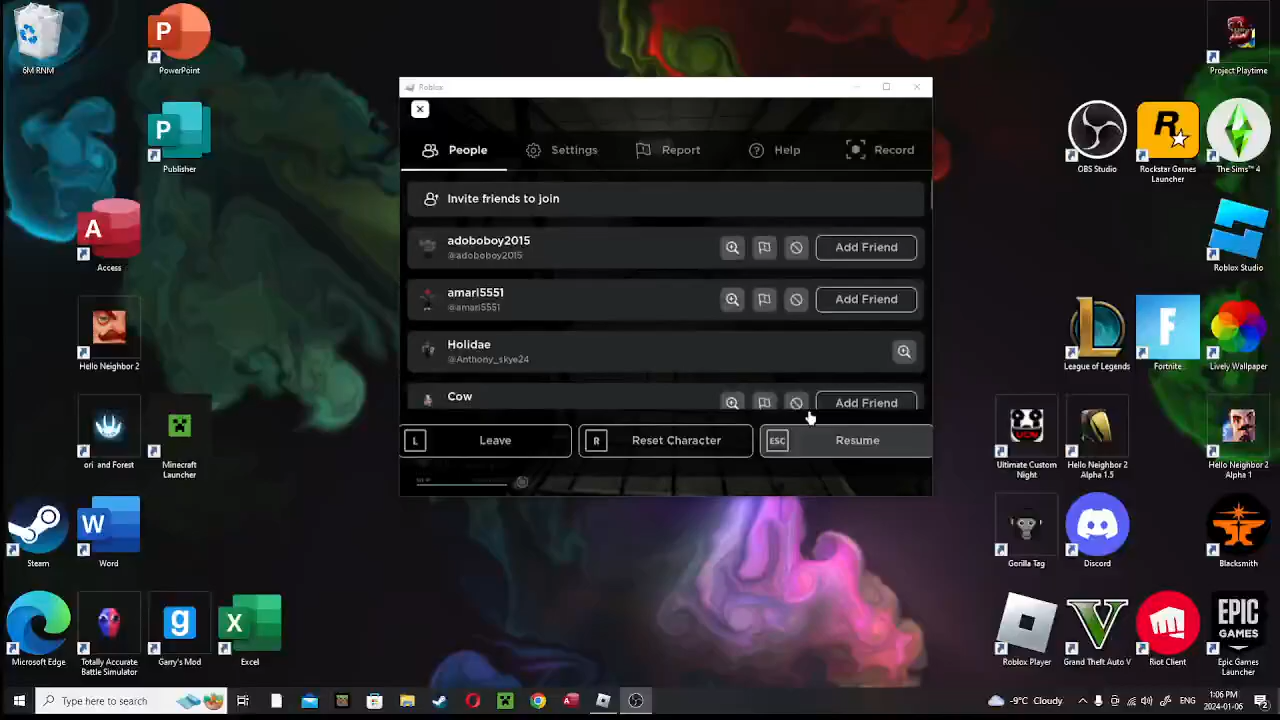 6M RNM
PowerPoint
Publisher
Access
Hello Neighbor 2
ori and Forest
Minecraft
Launcher
Steam
Word
Microsoft Edge
Totally Accurate
Battle Simulator
Garry's Mod
Excel
Roblox
People
Settings
Report
Help
Record
Invite friends to join
adoboboy2015
@adoboboy2015
Add Friend
amari5551
@amari5551
Add Friend
Holidae
@Anthony_skye24
Cow
Add Friend
L
Leave
R
Reset Character
ESC
Resume
Project Playtime
OBS Studio
Rockstar Games
Launcher
The Sims™ 4
Roblox Studio
League of Legends
Fortnite
Lively Wallpaper
Ultimate Custom
Night
Hello Neighbor 2
Alpha 1.5
Hello Neighbor 2
Alpha 1
Gorilla Tag
Discord
Blacksmith
Roblox Player
Grand Theft Auto V
Riot Client
EPIC
GAMES
Epic Games
Launcher
Type here to search
-9°C Cloudy
ENG
1:06 PM
2024-01-06
2